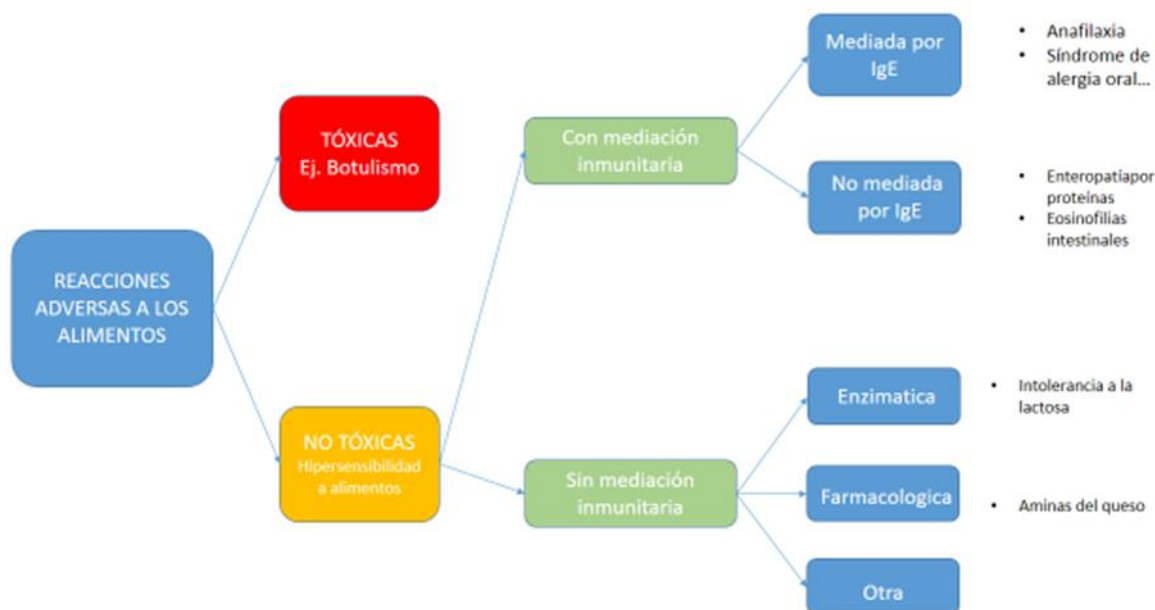 REACCIONES
ADVERSAS A LOS
ALIMENTOS
TÓXICAS
Ej. Botulismo
NO TÓXICAS
Hipersensibilidad
a alimentos
Con mediación
inmunitaria
Sin mediación
inmunitaria
Mediada por
IgE
No mediada
por IgE
Enzimatica
Farmacologica
Otra
• Anafilaxia
• Síndrome de
alergia oral...
• Enteropatiapor
proteínas
• Eosinofilias
intestinales
• Intolerancia a la
lactosa
• Aminas del queso